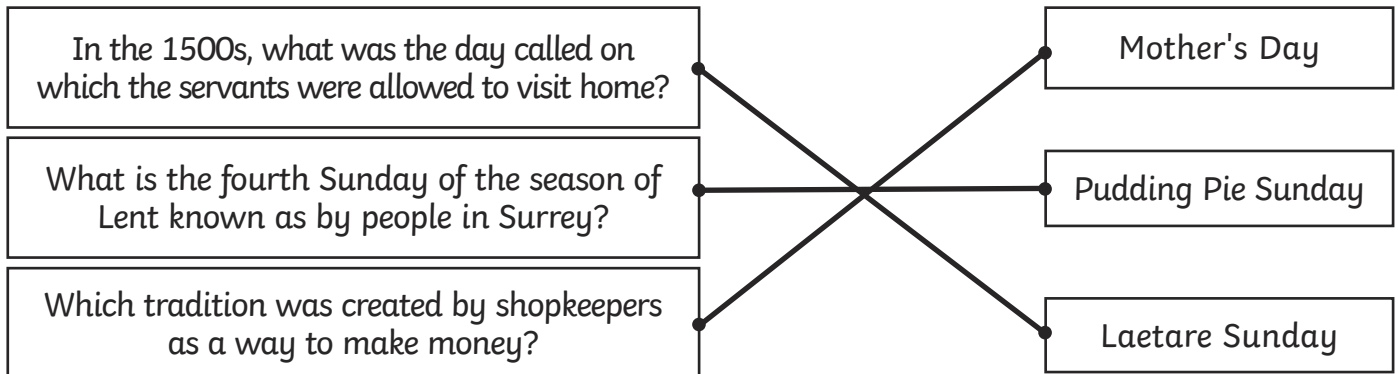 In the 1500s, what was the day called on
which the servants were allowed to visit home?
What is the fourth Sunday of the season of
Lent known as by people in Surrey?
Which tradition was created by shopkeepers
as a way to make money?
Mother's Day
Pudding Pie Sunday
Laetare Sunday